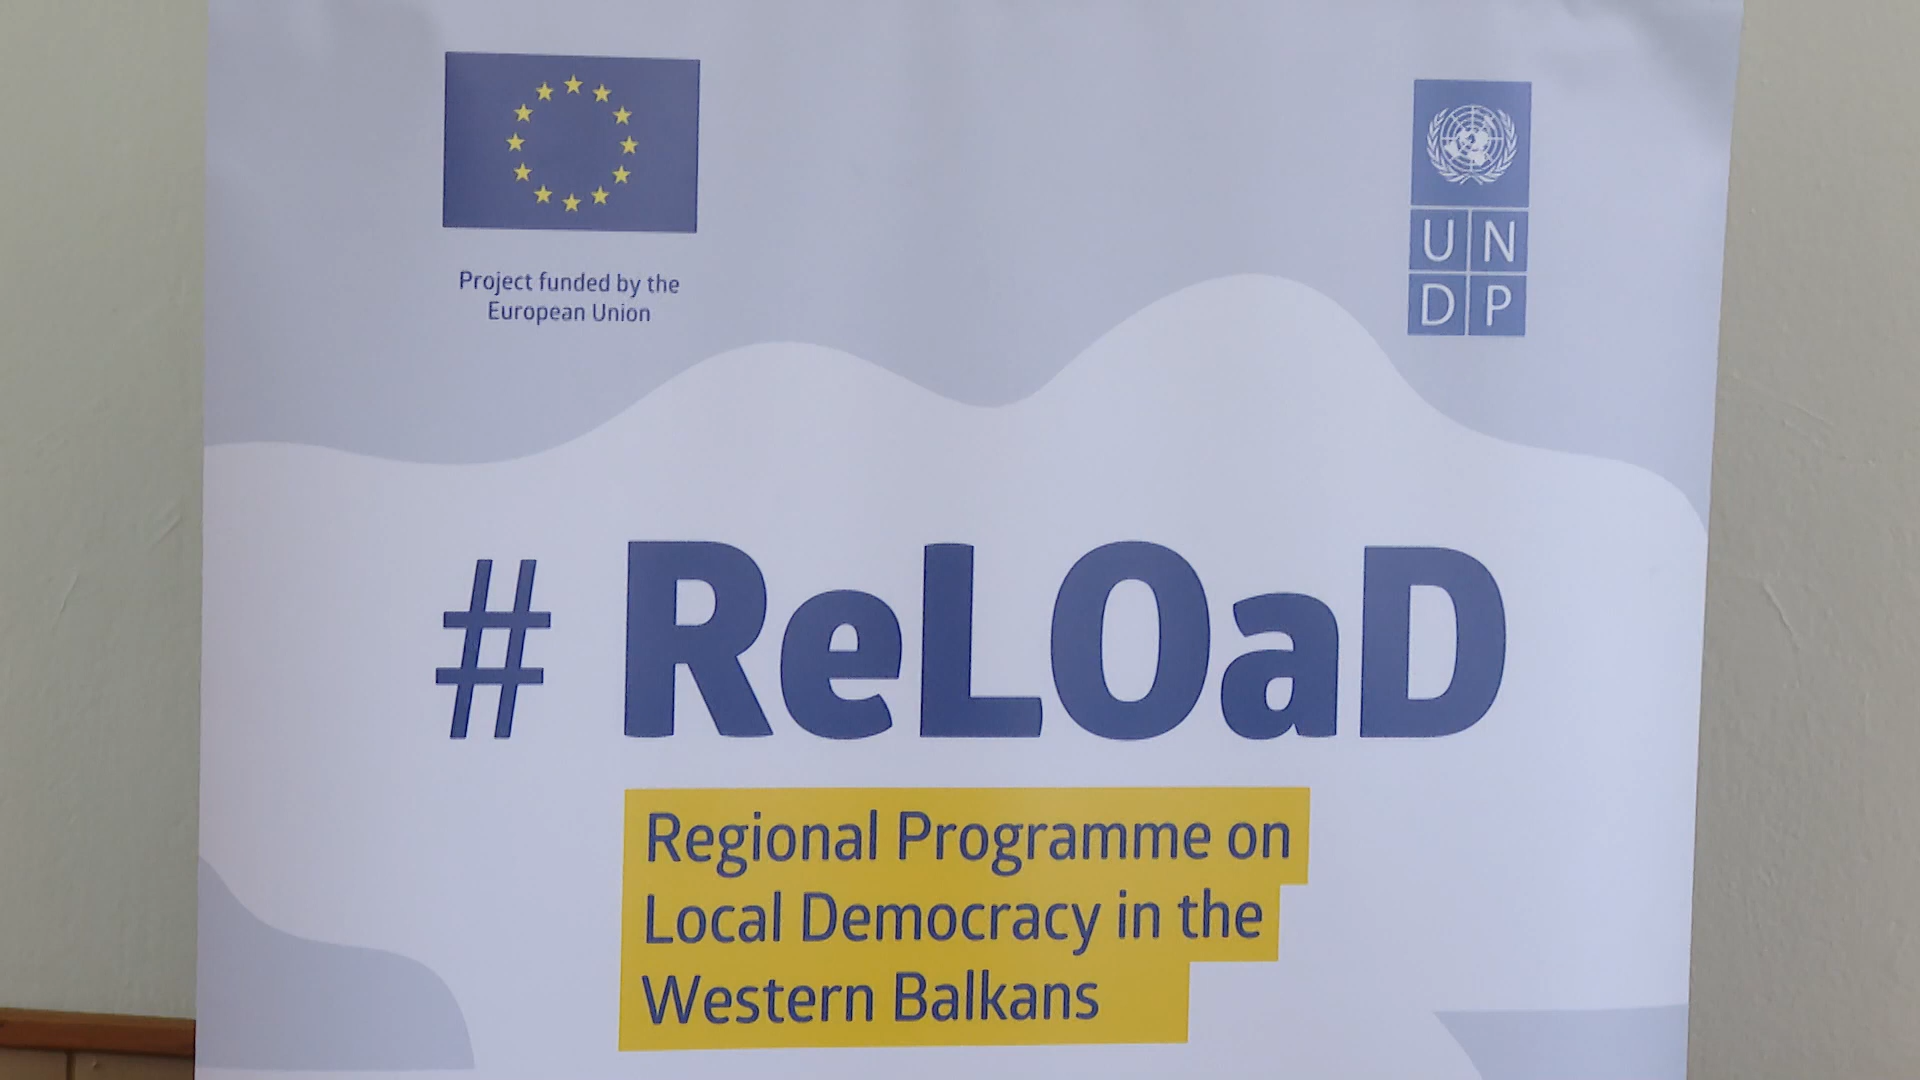 Project funded by the
European Union
U N
D P
# ReLOaD
Regional Programme on
Local Democracy in the
Western Balkans